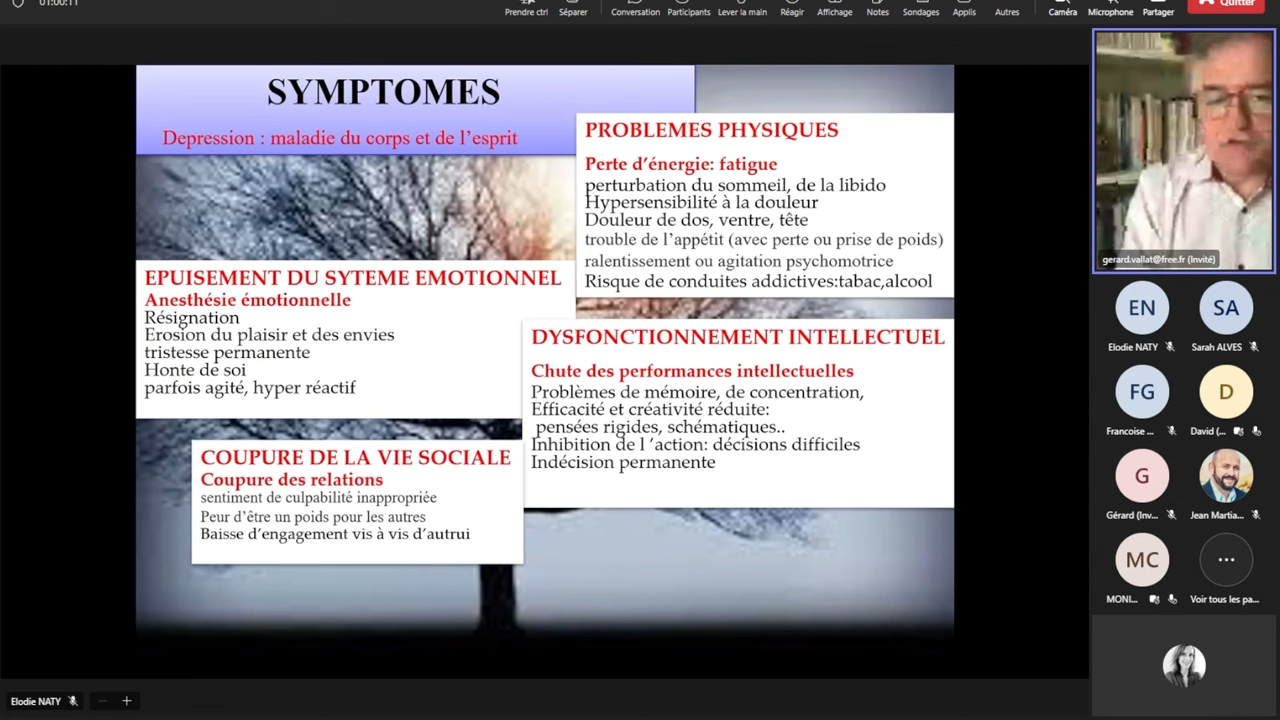 01:00:11
Prendre ctrl
Séparer
Conversation
Participants
Lever la main
Réagir
Affichage
Notes
Sondages
Applis
Autres
Caméra
Microphone
Partager
Quitter
SYMPTOMES
Depression : maladie du corps et de l’esprit
PROBLEMES PHYSIQUES
Perte d’énergie: fatigue
perturbation du sommeil, de la libido
Hypersensibilité à la douleur
Douleur de dos, ventre, tête
trouble de l’appétit (avec perte ou prise de poids)
ralentissement ou agitation psychomotrice
Risque de conduites addictives:tabac,alcool
EPUISEMENT DU SYTEME EMOTIONNEL
Anesthésie émotionnelle
Résignation
Erosion du plaisir et des envies
tristesse permanente
Honte de soi
parfois agité, hyper réactif
DYSFONCTIONNEMENT INTELLECTUEL
Chute des performances intellectuelles
Problèmes de mémoire, de concentration,
Efficacité et créativité réduite:
pensées rigides, schématiques..
Inhibition de l ’action: décisions difficiles
Indécision permanente
COUPURE DE LA VIE SOCIALE
Coupure des relations
sentiment de culpabilité inappropriée
Peur d’être un poids pour les autres
Baisse d’engagement vis à vis d’autrui
gerard.vallat@free.fr (Invité)
EN
SA
Elodie NATY
Sarah ALVES
FG
D
Francoise ...
David (...
G
Gérard (Inv...
Jean Martia...
MC
...
MONI...
Voir tous les pa...
Elodie NATY